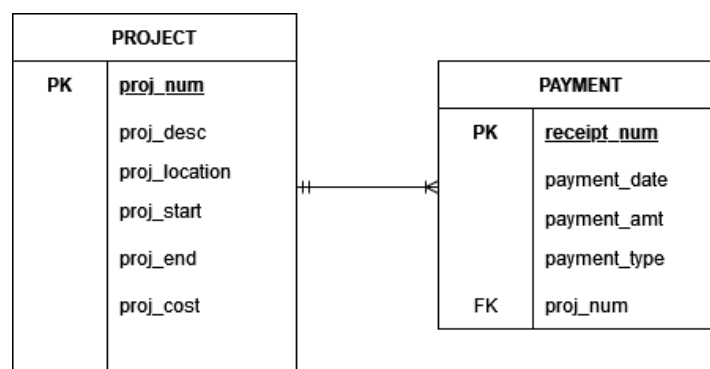 PROJECT
PK proj_num
proj_desc
proj_location
proj_start
proj_end
proj_cost
PAYMENT
PK receipt_num
payment_date
payment_amt
payment_type
FK proj_num